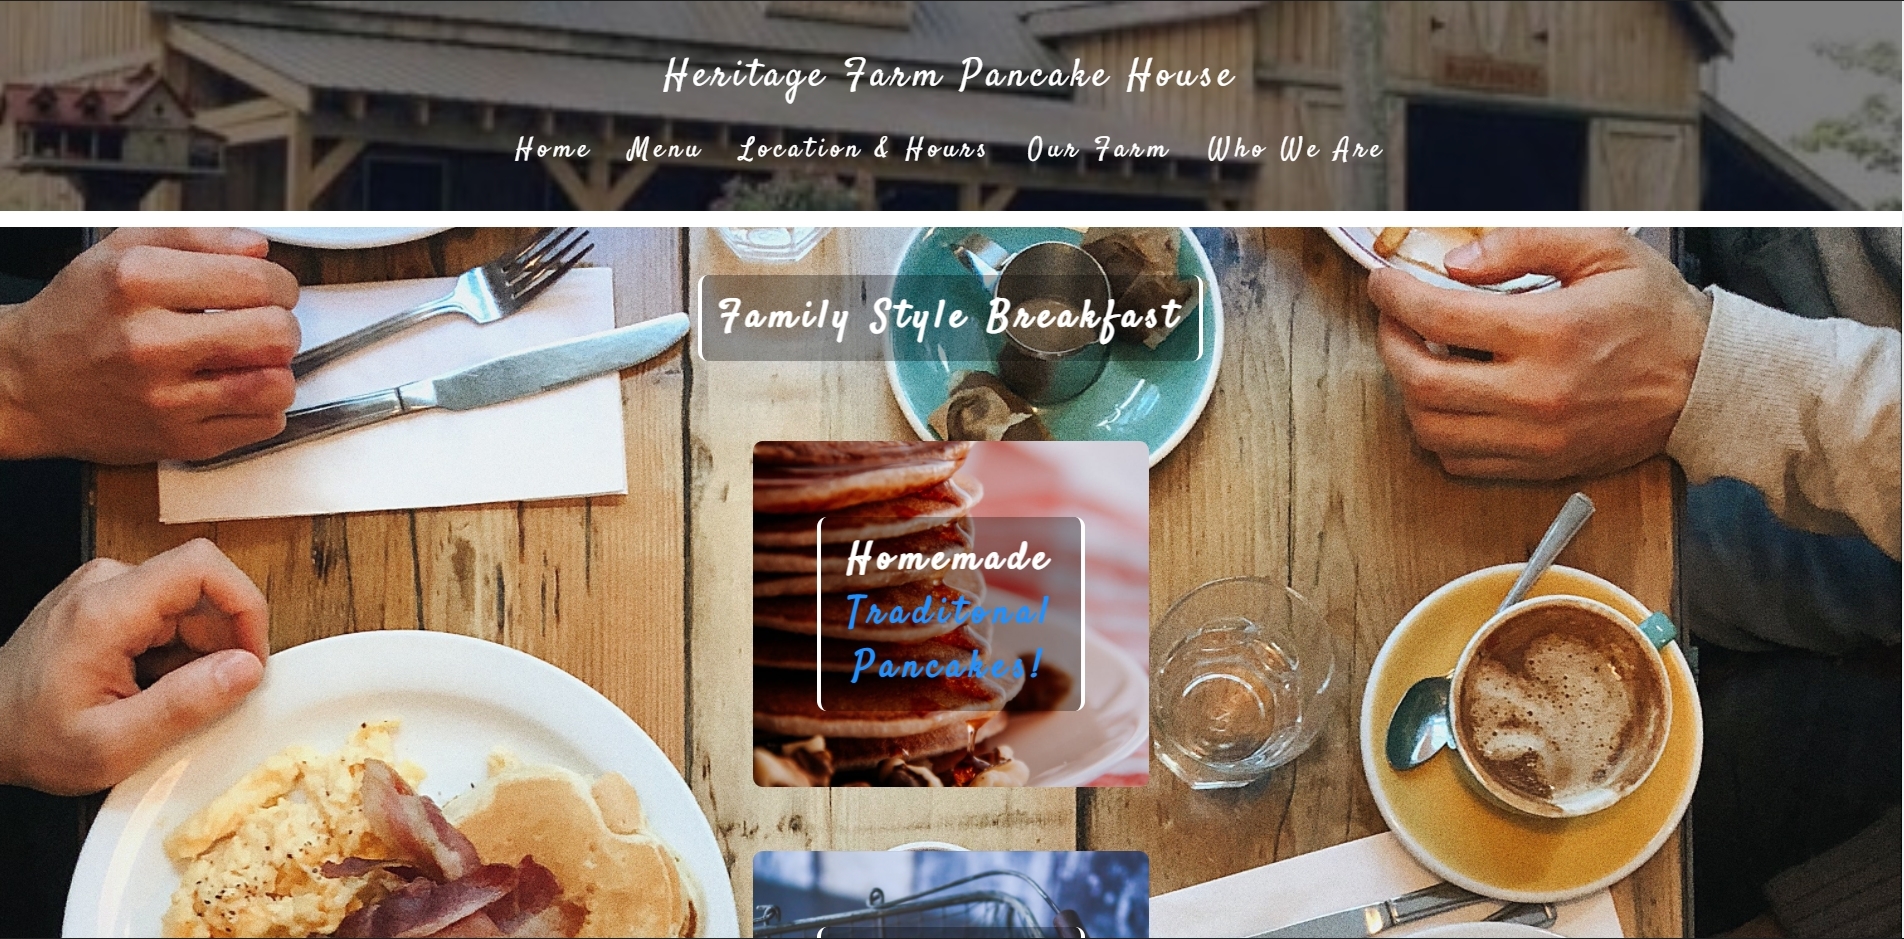 Heritage Farm Pancake House
Home Menu Location & Hours Our Farm Who We Are
Family Style Breakfast
Homemade
Traditonal
Pancakes!